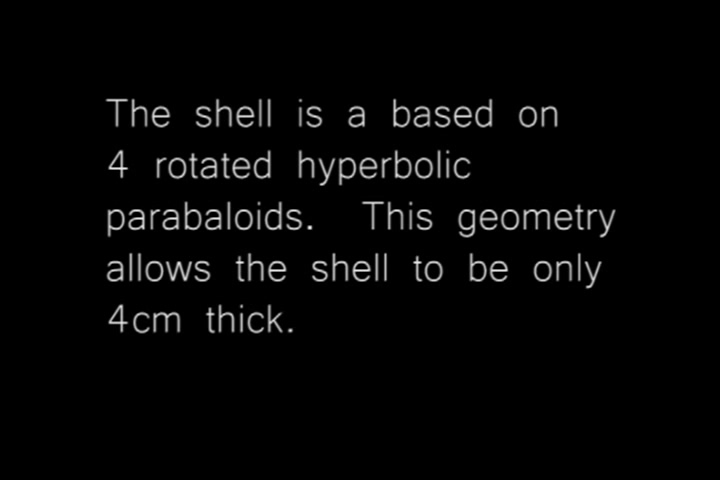 The shell is a based on
4 rotated hyperbolic
parabaloids. This geometry
allows the shell to be only
4cm thick.